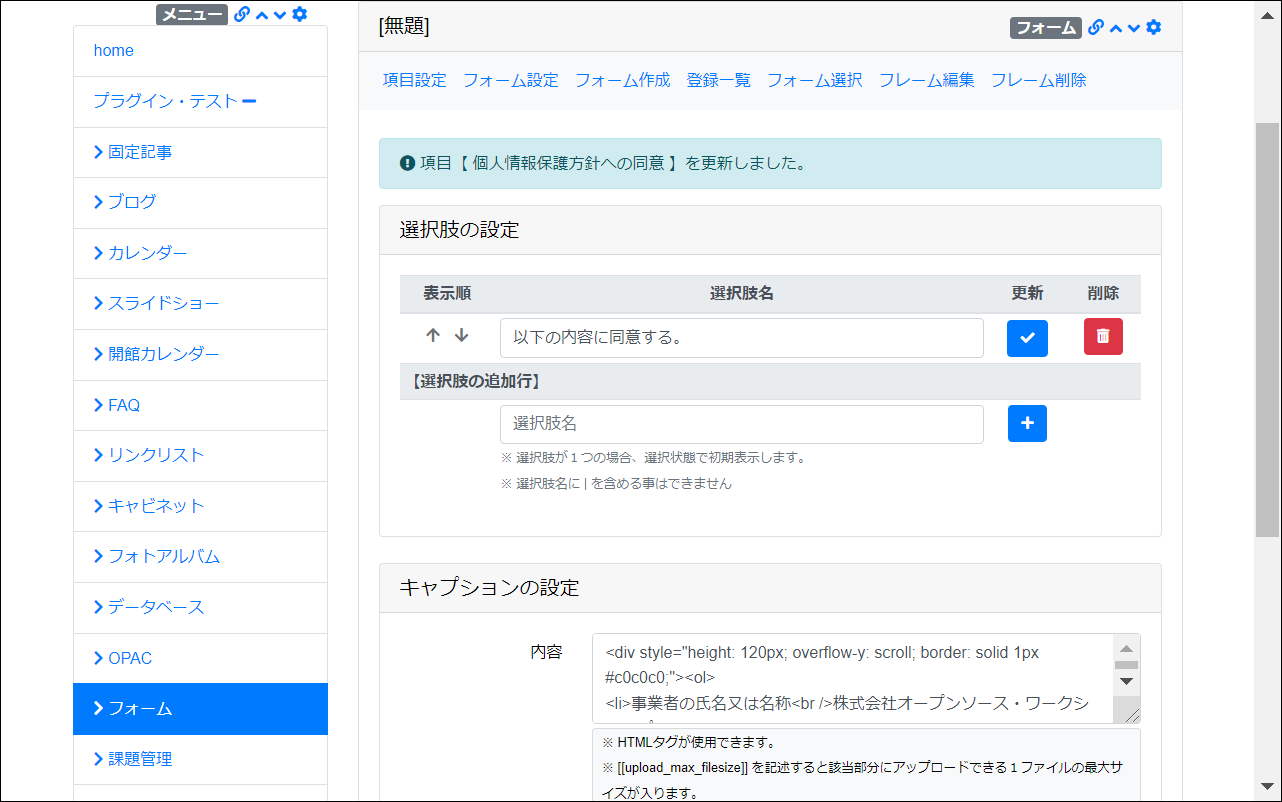 メニュー
home
プラグイン・テスト
固定記事
ブログ
カレンダー
スライドショー
開館カレンダー
FAQ
リンクリスト
キャビネット
フォトアルバム
データベース
OPAC
フォーム
課題管理
[無題]
フォーム
項目設定 フォーム設定 フォーム作成 登録一覧 フォーム選択 フレーム編集 フレーム削除
項目【 個人情報保護方針への同意 】を更新しました。
選択肢の設定
表示順 選択肢名 更新 削除
以下の内容に同意する。
【選択肢の追加行】
選択肢名
※ 選択肢が１つの場合、選択状態で初期表示します。
※ 選択肢名に | を含める事はできません
キャプションの設定
内容
<div style="height: 120px; overflow-y: scroll; border: solid 1px
#c0c0c0;"><ol>
<li>事業者の氏名又は名称<br />株式会社オープンソース・ワークシ
※ HTMLタグが使用できます。
※ [[upload_max_filesize]] を記述すると該当部分にアップロードできる１ファイルの最大サ
イズが入ります。